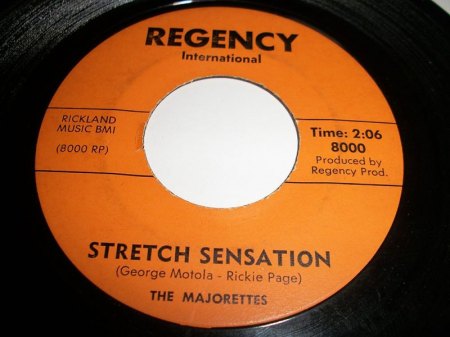 REGENCY
International
RICKLAND
MUSIC BMI
(8000 RP)
Time: 2:06
8000
Produced by
Regency Prod.
STRETCH SENSATION
(George Motola - Rickie Page)
THE MAJORETTES